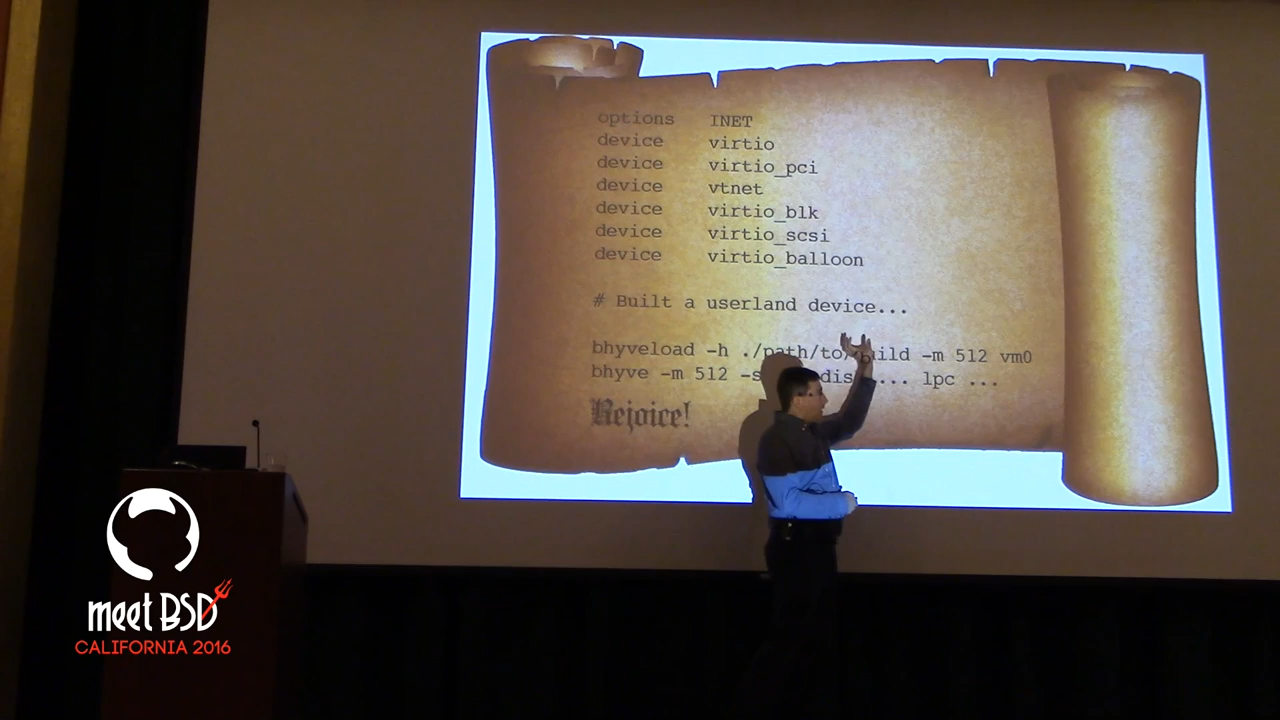 options INET
device virtio
device virtio_pci
device vtnet
device virtio_blk
device virtio_scsi
device virtio_balloon
# Built a userland device...
bhyveload -h ./path/to/build -m 512 vm0
bhyve -m 512 -s ... lpc ...
Rejoice!
meet BSD
CALIFORNIA 2016